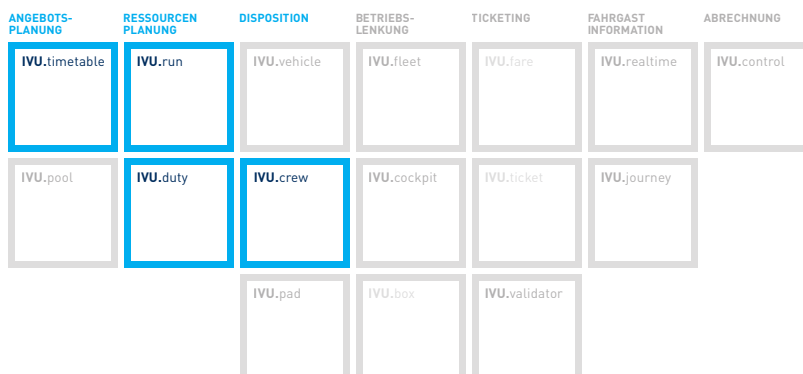 ANGEBOTS-
PLANUNG
RESSOURCEN
PLANUNG
DISPOSITION
BETRIEBS-
LENKUNG
TICKETING
FAHRGAST
INFORMATION
ABRECHNUNG
IVU.timetable
IVU.run
IVU.vehicle
IVU.fleet
IVU.fare
IVU.realtime
IVU.control
IVU.pool
IVU.duty
IVU.crew
IVU.cockpit
IVU.ticket
IVU.journey
IVU.pad
IVU.box
IVU.validator